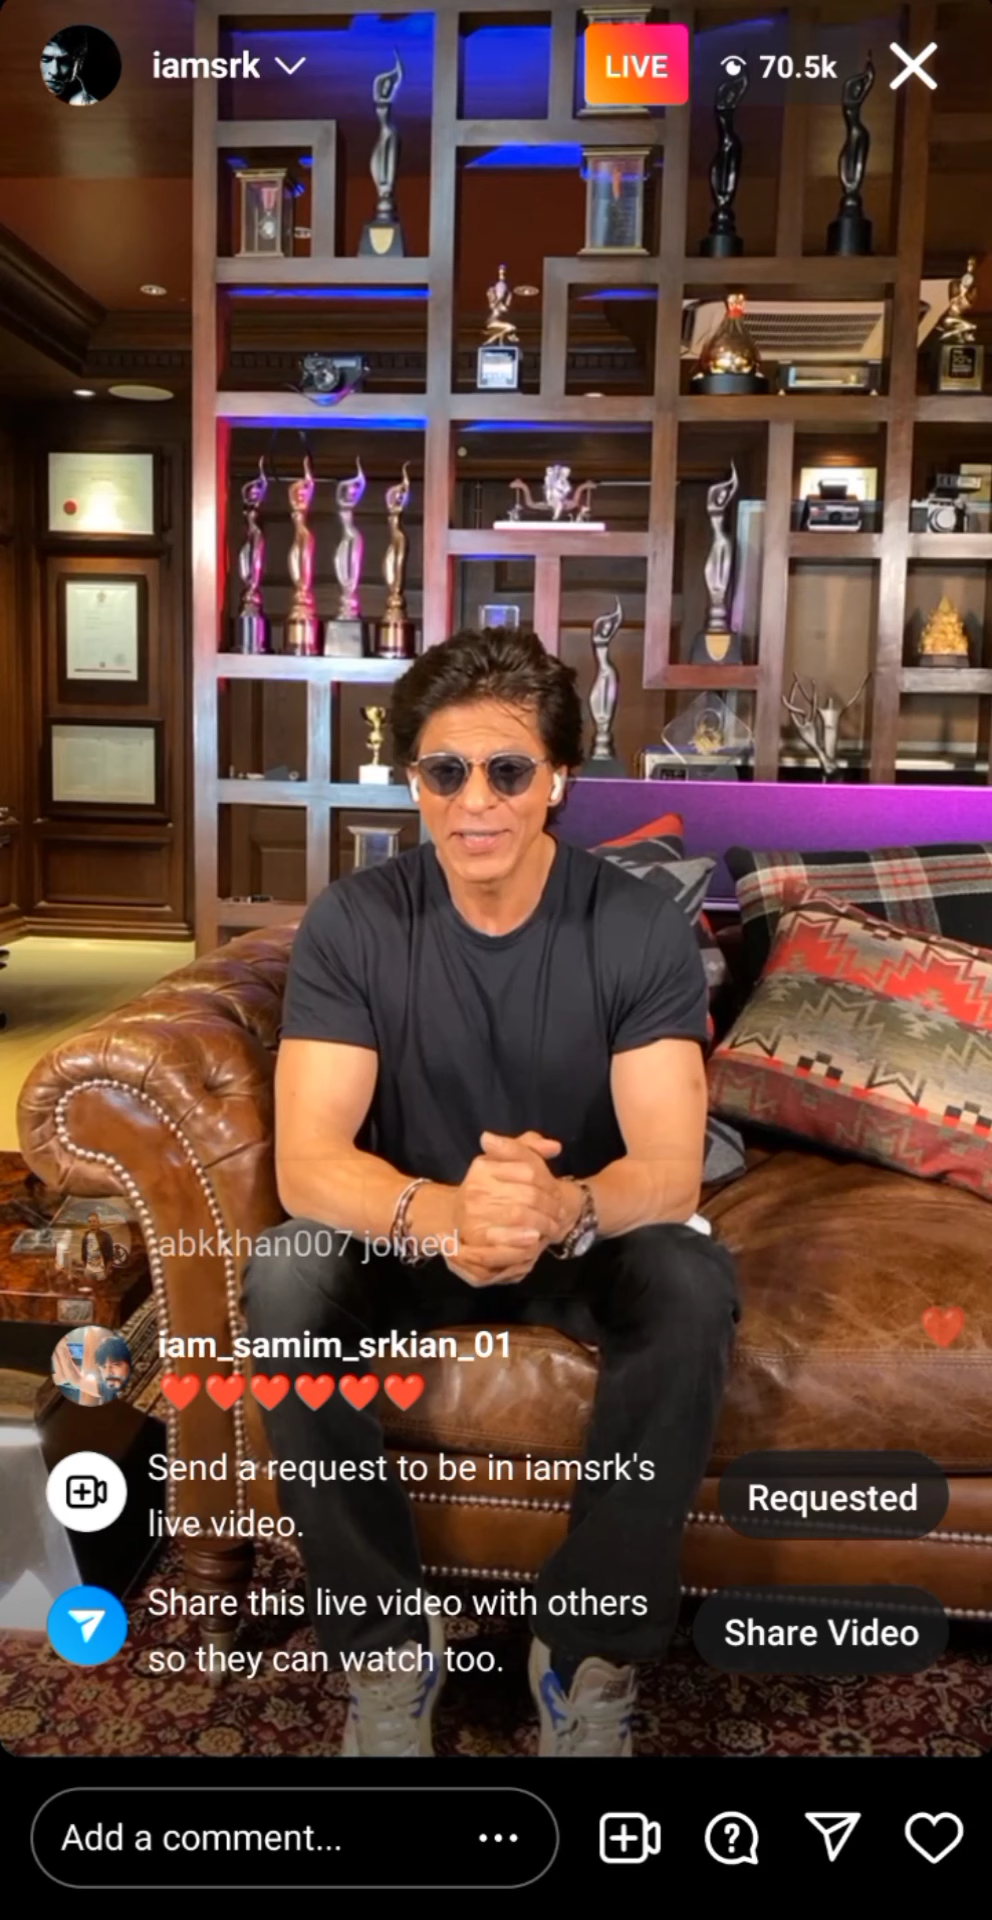 iamsrk
LIVE
70.5k
abkkhan007 joined
iam_samim_srkian_01
❤️❤️❤️❤️❤️❤️
Send a request to be in iamsrk's
live video.
Requested
Share this live video with others
so they can watch too.
Share Video
Add a comment...